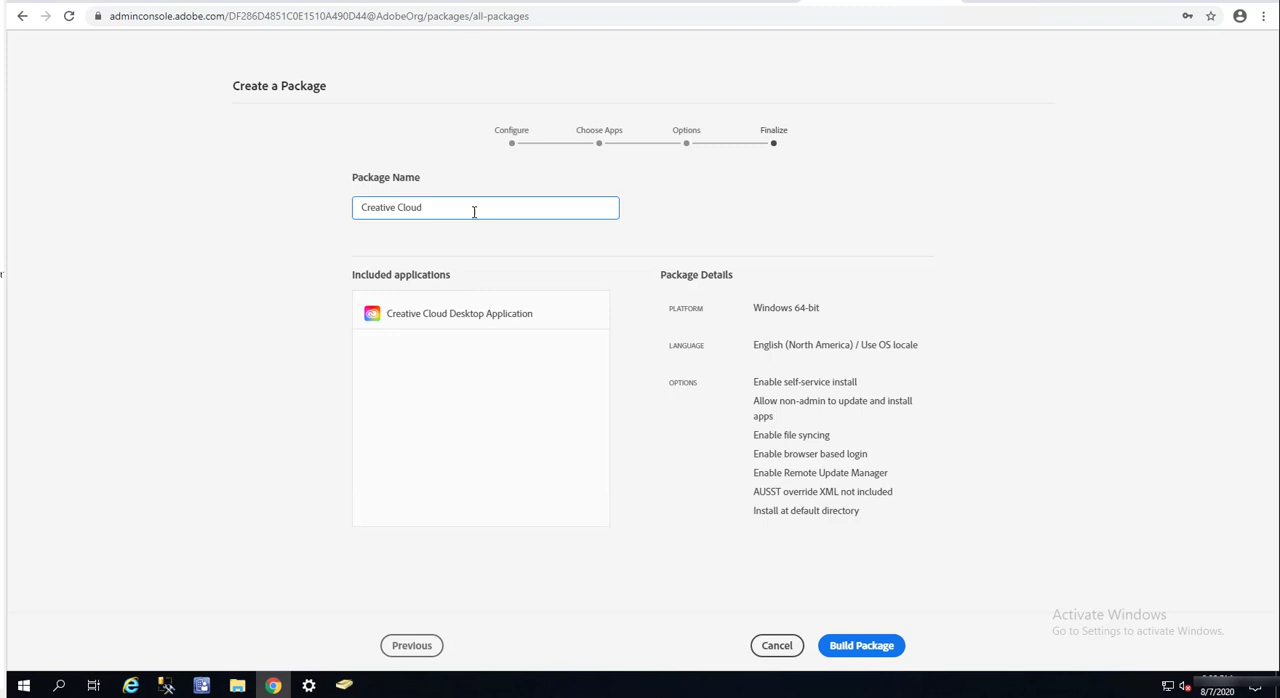 adminconsole.adobe.com/DF286D4851C0E1510A490D44@AdobeOrg/packages/all-packages
Create a Package
Configure
Choose Apps
Options
Finalize
Package Name
Creative Cloud
Included applications
Package Details
Creative Cloud Desktop Application
PLATFORM
Windows 64-bit
LANGUAGE
English (North America) / Use OS locale
OPTIONS
Enable self-service install
Allow non-admin to update and install
apps
Enable file syncing
Enable browser based login
Enable Remote Update Manager
AUSST override XML not included
Install at default directory
Activate Windows
Go to Settings to activate Windows.
Previous
Cancel
Build Package
8/7/2020